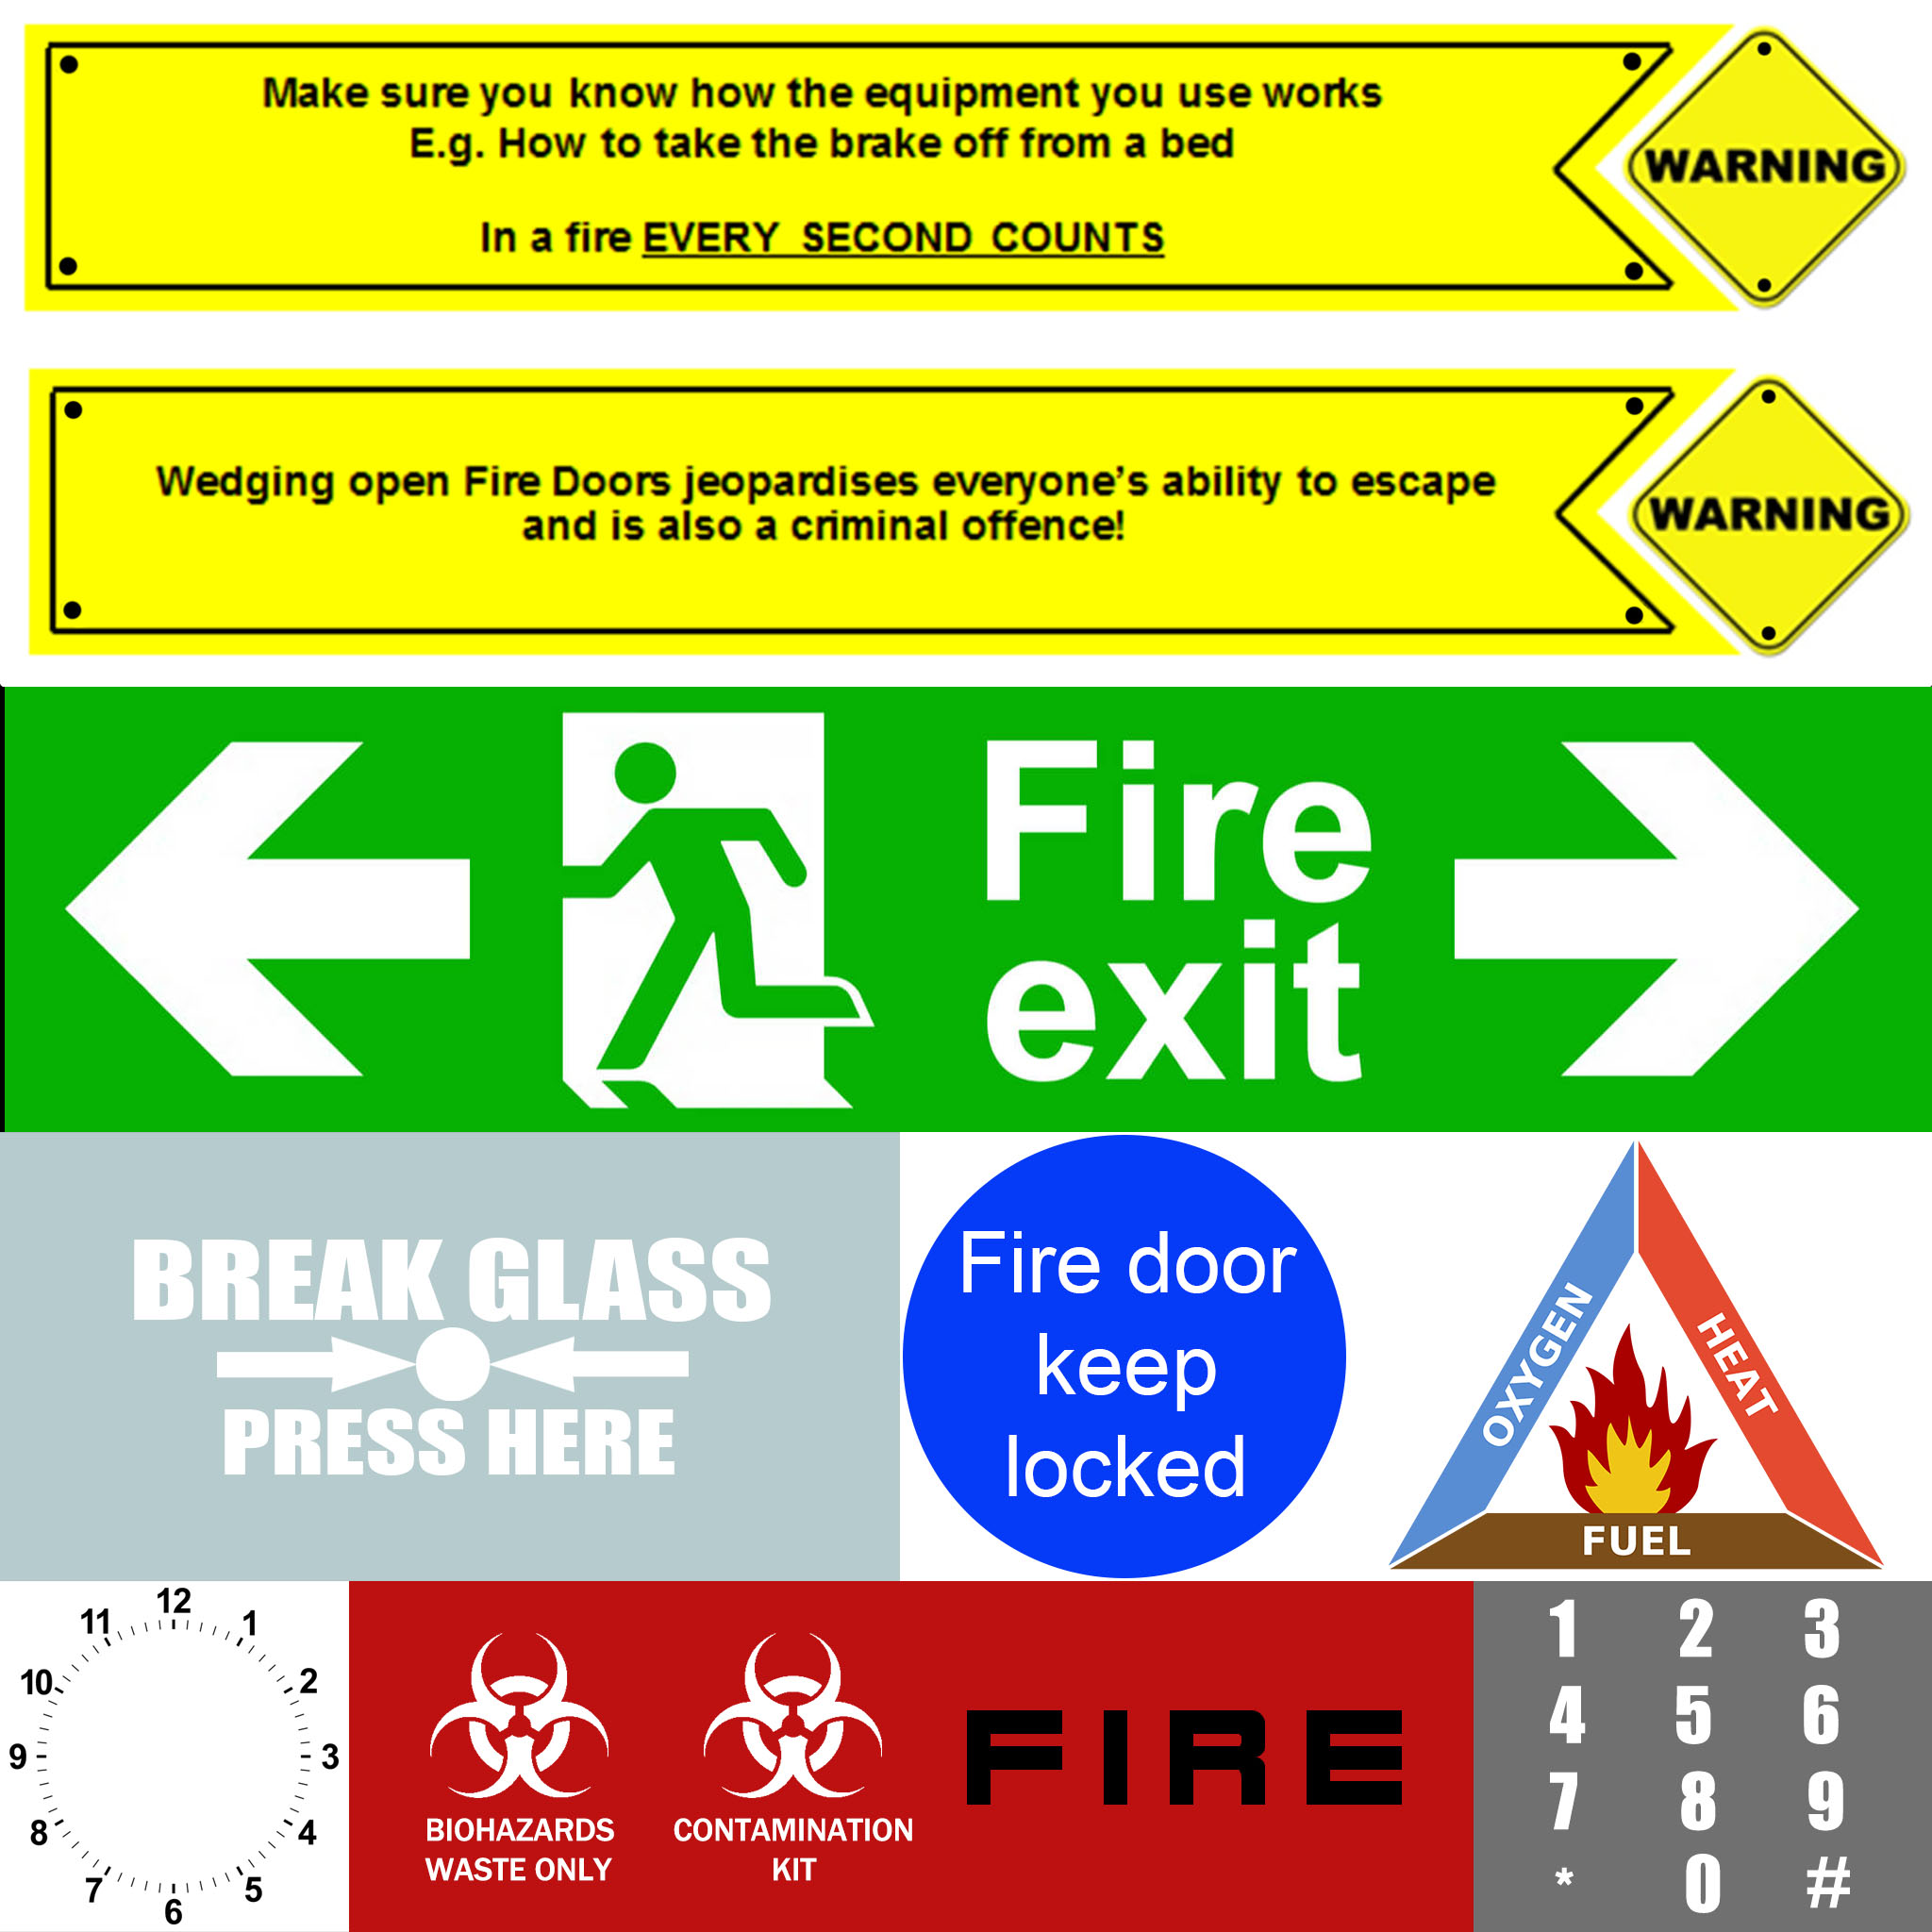 Make sure you know how the equipment you use works
E.g. How to take the brake off from a bed
In a fire EVERY SECOND COUNTS
WARNING
Wedging open Fire Doors jeopardises everyone’s ability to escape
and is also a criminal offence!
WARNING
Fire
exit
BREAK GLASS
PRESS HERE
Fire door
keep
locked
OXYGEN
HEAT
FUEL
12
11
1
10
2
9
3
8
4
7
5
6
BIOHAZARDS
WASTE ONLY
CONTAMINATION
KIT
FIRE
1 2 3
4 5 6
7 8 9
* 0 #